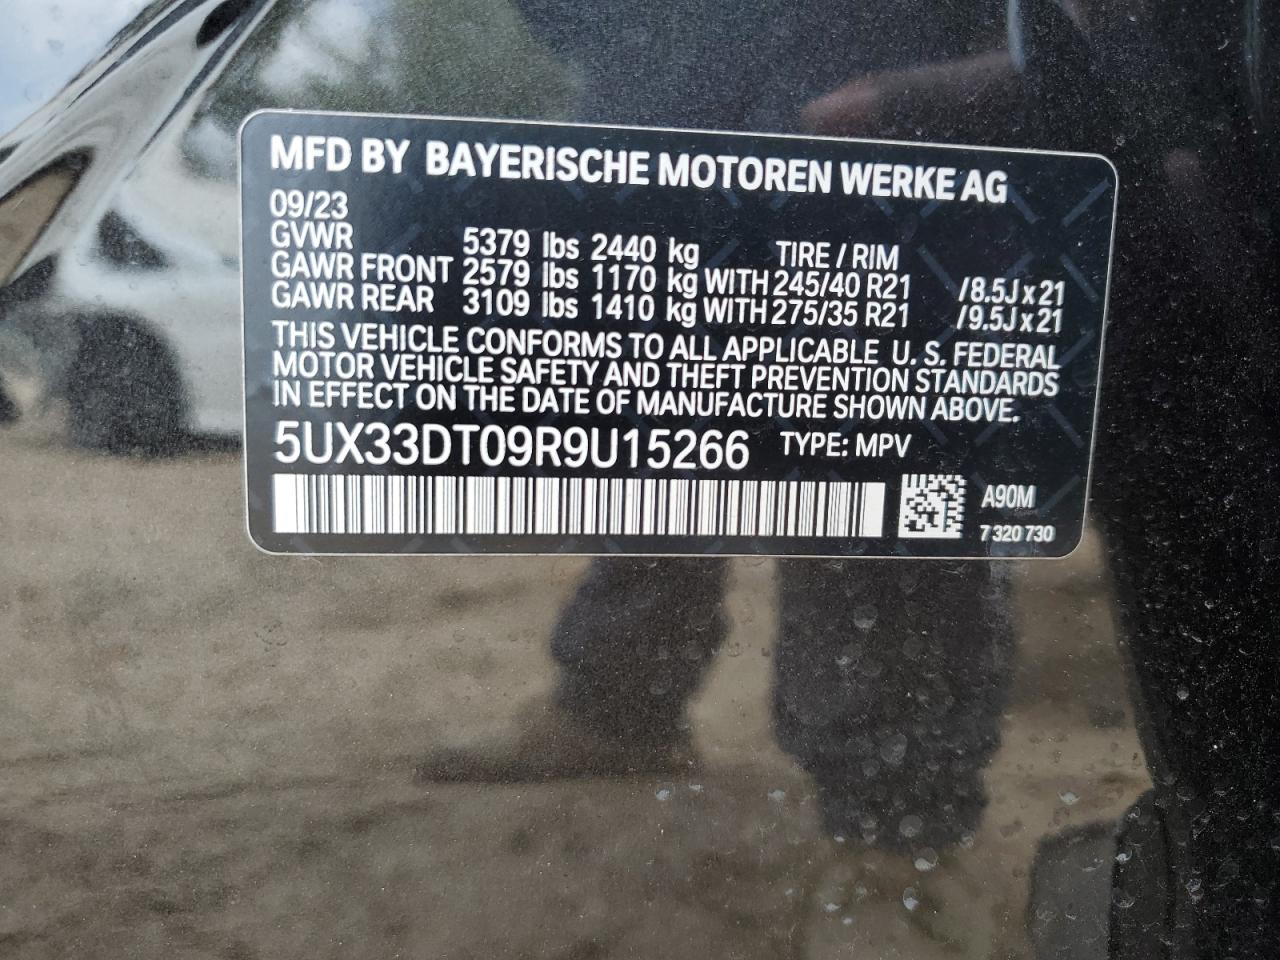 MFD BY BAYERISCHE MOTOREN WERKE AG
09/23
GVWR 5379 lbs 2440 kg TIRE / RIM
GAWR FRONT 2579 lbs 1170 kg WITH 245/40 R21 /8.5J x 21
GAWR REAR 3109 lbs 1410 kg WITH 275/35 R21 /9.5J x 21
THIS VEHICLE CONFORMS TO ALL APPLICABLE U. S. FEDERAL
MOTOR VEHICLE SAFETY AND THEFT PREVENTION STANDARDS
IN EFFECT ON THE DATE OF MANUFACTURE SHOWN ABOVE.
5UX33DT09R9U15266 TYPE: MPV
A90M
7 320 730